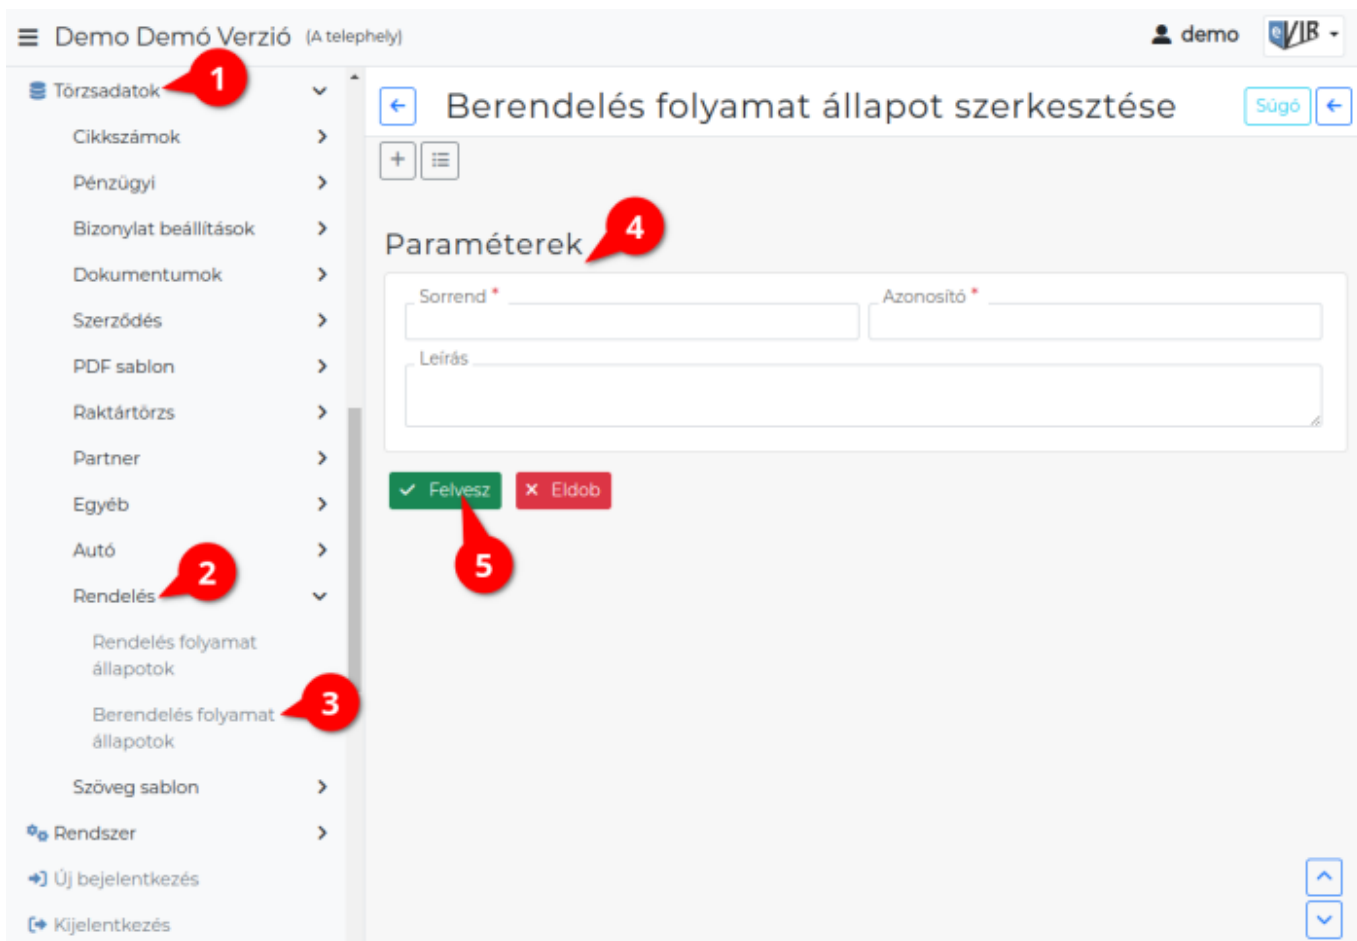 Demo Demó Verzió (A telephely)
demo
eVIR
Törzsadatok
1
Cikkszámok
Pénzügyi
Bizonylat beállítások
Dokumentumok
Szerződés
PDF sablon
Raktártörzs
Partner
Egyéb
Autó
Rendelés
2
Rendelés folyamat
állapotok
Berendelés folyamat
állapotok
3
Szöveg sablon
Rendszer
Új bejelentkezés
Kijelentkezés
Berendelés folyamat állapot szerkesztése
Súgó
Paraméterek
4
Sorrend *
Azonosító *
Leírás
Felvesz
Eldob
5